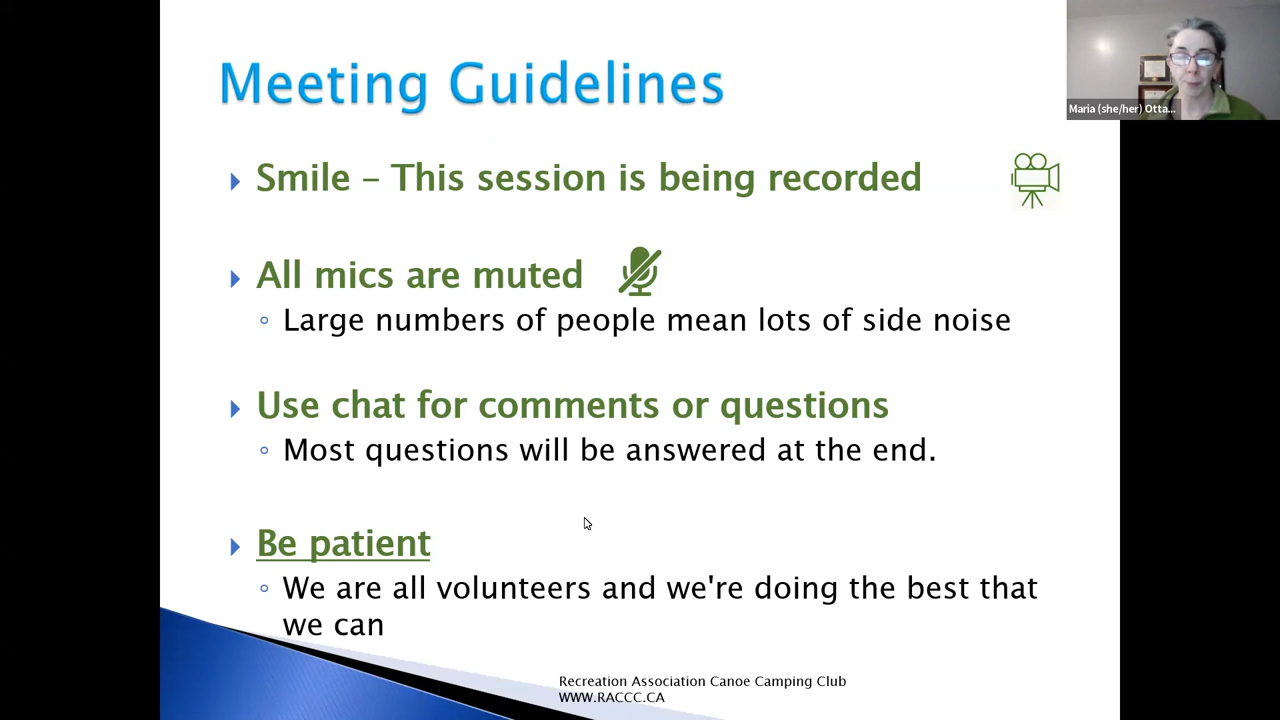 Meeting Guidelines
Maria (she/her) Otta...
Smile – This session is being recorded
All mics are muted
Large numbers of people mean lots of side noise
Use chat for comments or questions
Most questions will be answered at the end.
Be patient
We are all volunteers and we're doing the best that
we can
Recreation Association Canoe Camping Club
WWW.RACCC.CA